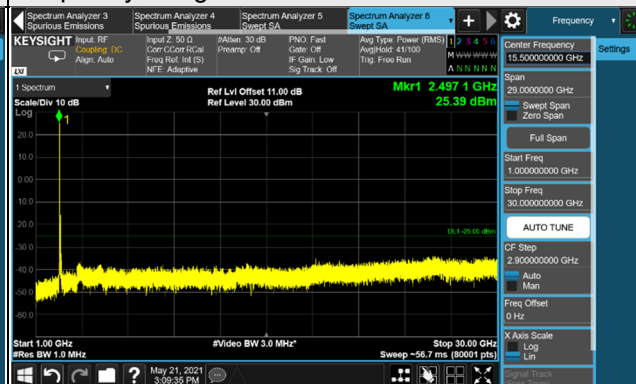 Spectrum Analyzer 3
Spurious Emissions
Spectrum Analyzer 4
Spurious Emissions
Spectrum Analyzer 5
Swept SA
Spectrum Analyzer 6
Swept SA
Frequency
KEYSIGHT
Input: RF
Coupling: DC
Align: Auto
Input Z: 50 Ω
Corr CCorr RCal
Freq Ref: Int (S)
NFE: Adaptive
#Atten: 30 dB
Preamp: Off
PNO: Fast
Gate: Off
IF Gain: Low
Sig Track: Off
Avg Type: Power (RMS)
Avg|Hold: 41/100
Trig: Free Run
1 2 3 4 5 6
M W W W W W
A N N N N N
LXI
1 Spectrum
Scale/Div 10 dB
Log
Ref Lvl Offset 11.00 dB
Ref Level 30.00 dBm
Mkr1 2.497 1 GHz
25.39 dBm
1
20.0
10.0
0.00
-10.0
-20.0
-30.0
-40.0
-50.0
-60.0
DL1 -25.00 dBm
Start 1.00 GHz
#Res BW 1.0 MHz
#Video BW 3.0 MHz*
Stop 30.00 GHz
Sweep ~56.7 ms (80001 pts)
Center Frequency
15.500000000 GHz
Settings
Span
29.0000000 GHz
Swept Span
Zero Span
Full Span
Start Freq
1.000000000 GHz
Stop Freq
30.000000000 GHz
AUTO TUNE
CF Step
2.900000000 GHz
Auto
Man
Freq Offset
0 Hz
X Axis Scale
Log
Lin
Signal Track
May 21, 2021
3:09:35 PM